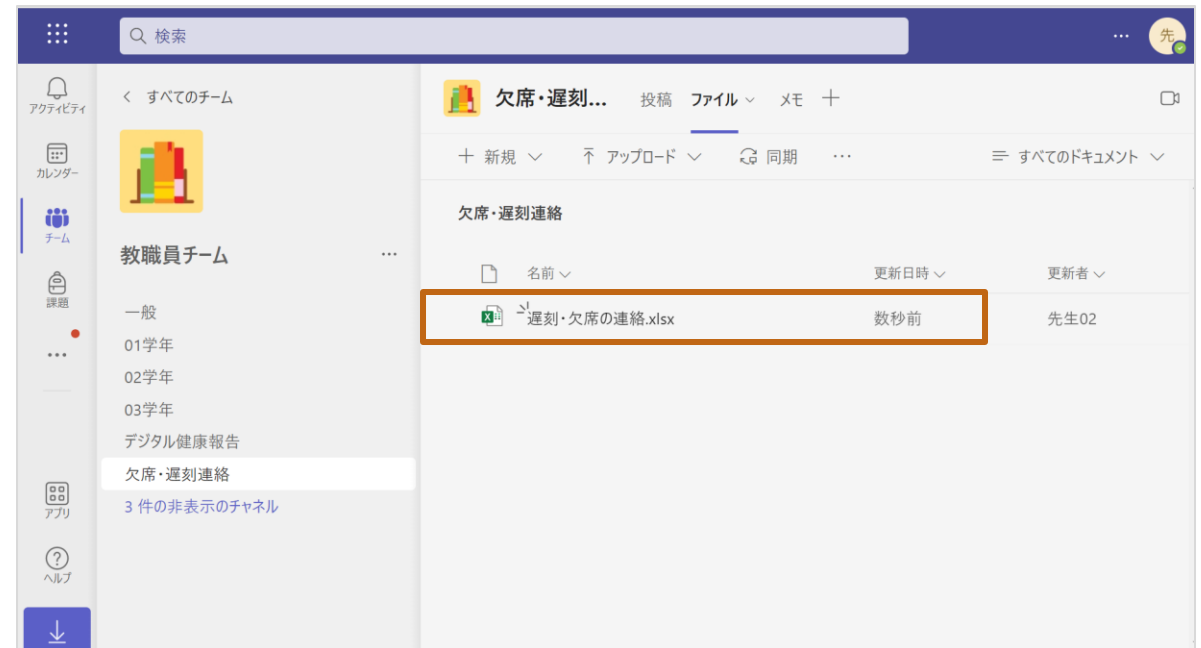 検索
先
アクティビティ
カレンダー
チーム
課題
アプリ
ヘルプ
すべてのチーム
教職員チーム
一般
01学年
02学年
03学年
デジタル健康報告
欠席・遅刻連絡
3 件の非表示のチャネル
欠席・遅刻... 投稿 ファイル メモ
新規 アップロード 同期 すべてのドキュメント
欠席・遅刻連絡
名前 更新日時 更新者
遅刻・欠席の連絡.xlsx 数秒前 先生02